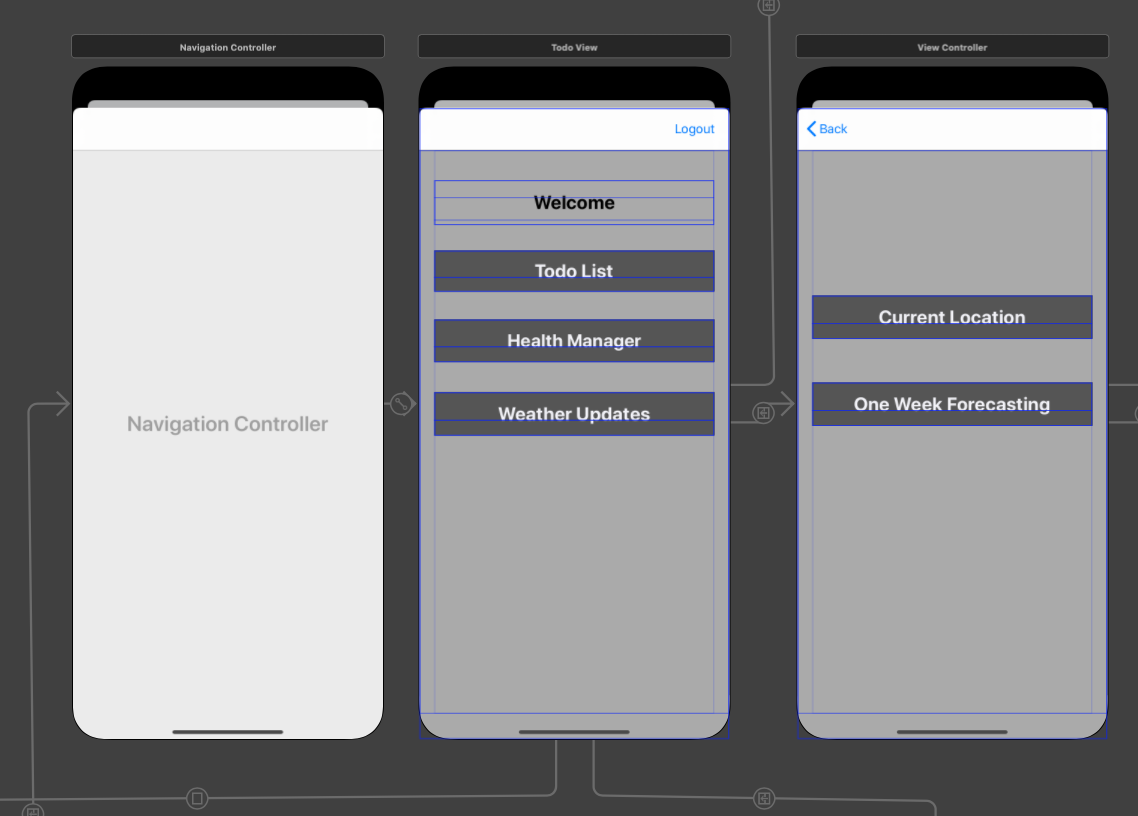 Navigation Controller
Todo View
View Controller
Logout
Back
Welcome
Todo List
Health Manager
Weather Updates
Current Location
One Week Forecasting
Navigation Controller